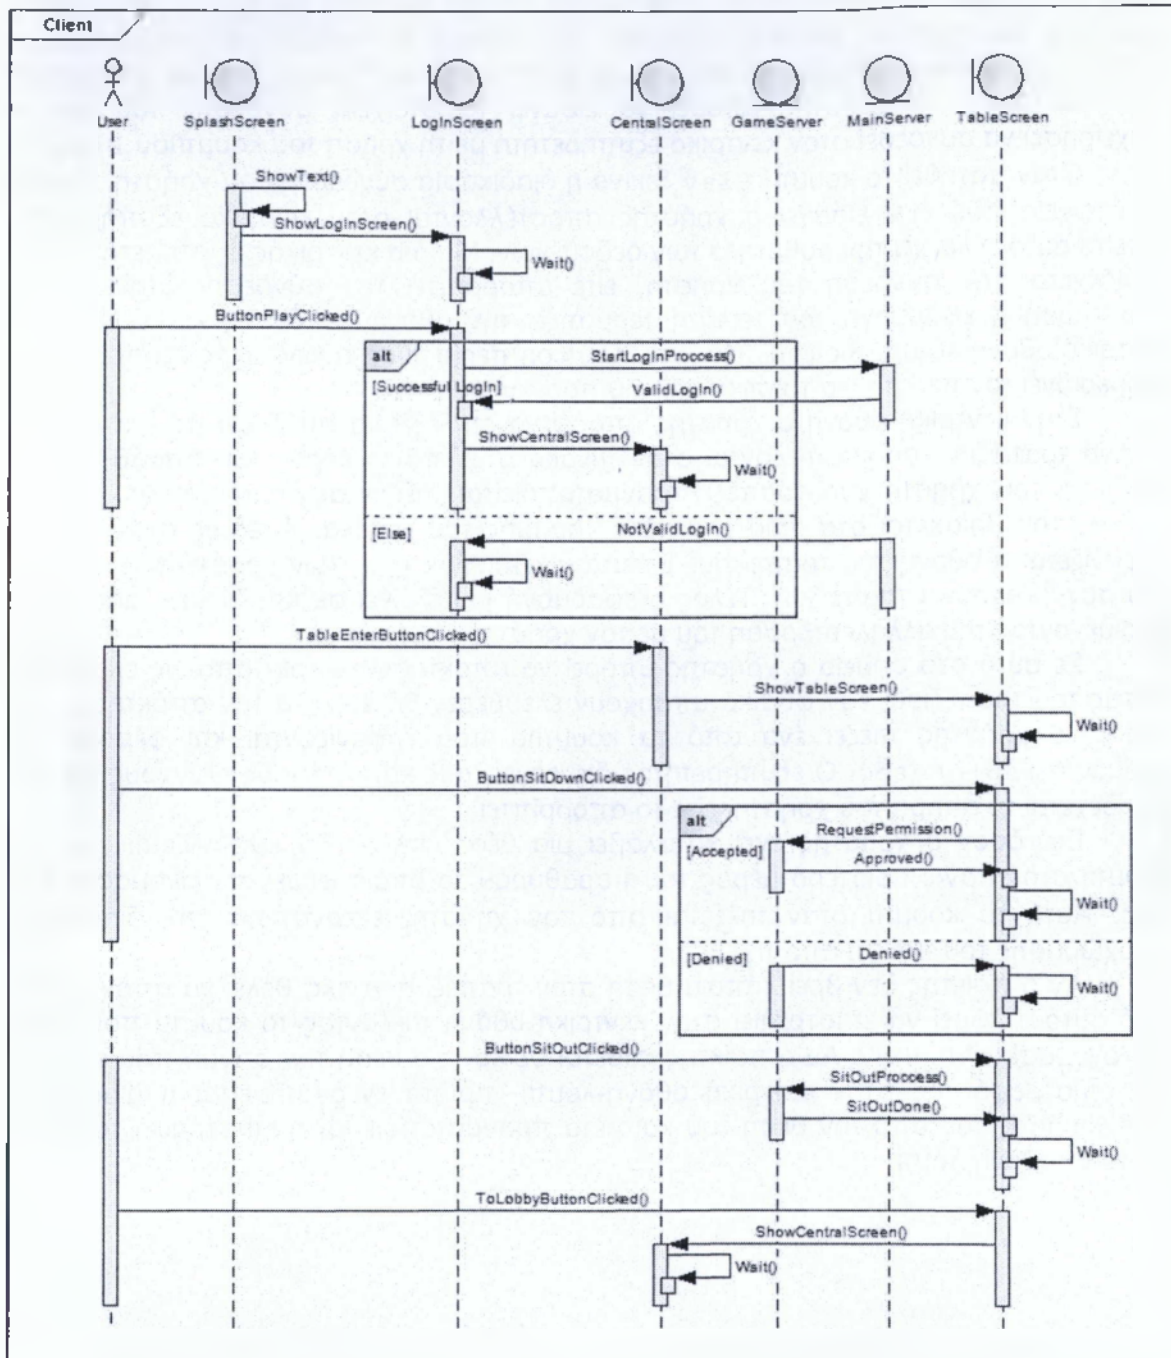 Client
User
SplashScreen
LogInScreen
CentralScreen
GameServer
MainServer
TableScreen
ShowText()
ShowLogInScreen()
Wait()
ButtonPlayClicked()
alt
StartLogInProccess()
[Successful LogIn]
ValidLogIn()
ShowCentralScreen()
Wait()
[Else]
NotValidLogIn()
Wait()
TableEnterButtonClicked()
ShowTableScreen()
Wait()
ButtonSitDownClicked()
alt
RequestPermission()
[Accepted]
Approved()
Wait()
[Denied]
Denied()
Wait()
ButtonSitOutClicked()
SitOutProccess()
SitOutDone()
Wait()
ToLobbyButtonClicked()
ShowCentralScreen()
Wait()